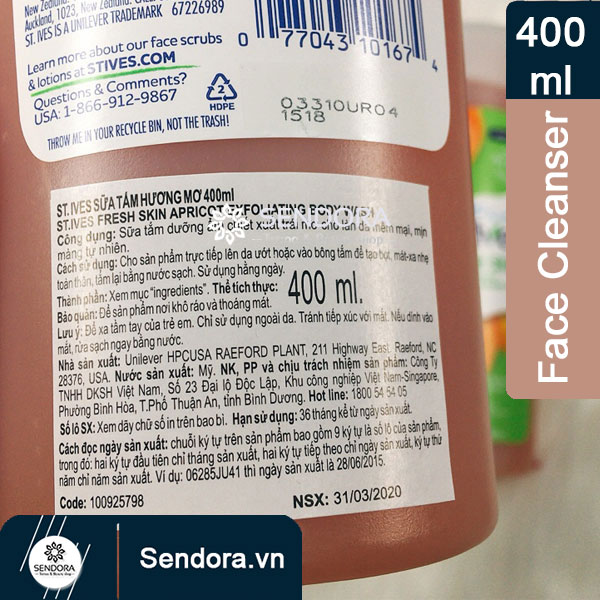 New Zealand
Auckland, 1023, New Zealand
ST. IVES IS A UNILEVER TRADEMARK 67226989
Learn more about our face scrubs
& lotions at STIVES.COM
Questions & Comments?
USA: 1-866-912-9867
THROW ME IN YOUR RECYCLE BIN, NOT THE TRASH!
2
HDPE
0 77043 10167 4
03310UR04
1518
400
ml
Face Cleanser
ST. IVES SỮA TẮM HƯƠNG MƠ 400ml
ST.IVES FRESH SKIN APRICOT EXFOLIATING BODY WASH
SENDORA
Công dụng: Sữa tắm dưỡng ẩm chiết xuất trái mơ cho làn da mềm mại, mịn
màng tự nhiên.
Cách sử dụng: Cho sản phẩm trực tiếp lên da ướt hoặc vào bông tắm để tạo bọt, mát-xa nhẹ
toàn thân, tắm lại bằng nước sạch. Sử dụng hằng ngày.
Thành phần: Xem mục "ingredients". Thể tích thực: 400 ml.
Bảo quản: Để sản phẩm nơi khô ráo và thoáng mát.
Lưu ý: Để xa tầm tay của trẻ em. Chỉ sử dụng ngoài da. Tránh tiếp xúc với mắt. Nếu dính vào
mắt, rửa sạch ngay bằng nước.
Nhà sản xuất: Unilever HPCUSA RAEFORD PLANT, 211 Highway East, Raeford, NC
28376, USA. Nước sản xuất: Mỹ. NK, PP và chịu trách nhiệm sản phẩm: Công ty
TNHH DKSH Việt Nam, Số 23 Đại lộ Độc Lập, Khu công nghiệp Việt Nam-Singapore,
Phường Bình Hòa, T.Phố Thuận An, tỉnh Bình Dương. Hot line: 1800 54 54 05
Số lô SX: Xem dãy chữ số in trên bao bì. Hạn sử dụng: 36 tháng kể từ ngày sản xuất.
Cách đọc ngày sản xuất: chuỗi ký tự trên sản phẩm bao gồm 9 ký tự là số lô của sản phẩm,
trong đó: hai ký tự đầu tiên chỉ tháng sản xuất, hai ký tự tiếp theo chỉ ngày sản xuất, ký tự thứ
năm chỉ năm sản xuất. Ví dụ: 06285JU41 thì ngày sản xuất là 28/06/2015.
Code: 100925798 NSX: 31/03/2020
SENDORA
Sendora.vn